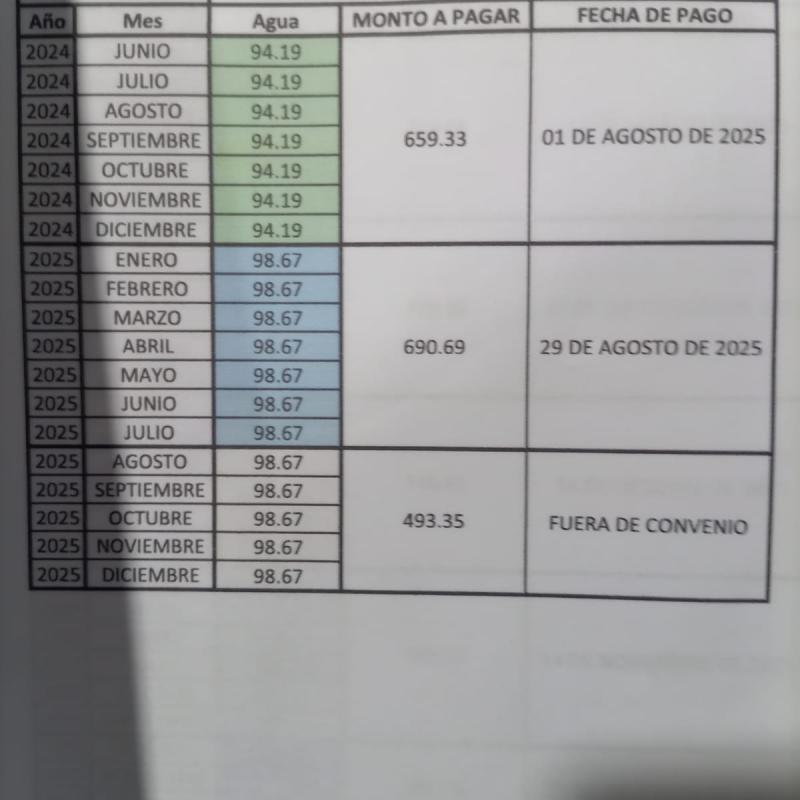 Año Mes Agua MONTO A PAGAR FECHA DE PAGO
2024 JUNIO 94.19
2024 JULIO 94.19
2024 AGOSTO 94.19
2024 SEPTIEMBRE 94.19 659.33 01 DE AGOSTO DE 2025
2024 OCTUBRE 94.19
2024 NOVIEMBRE 94.19
2024 DICIEMBRE 94.19
2025 ENERO 98.67
2025 FEBRERO 98.67
2025 MARZO 98.67
2025 ABRIL 98.67 690.69 29 DE AGOSTO DE 2025
2025 MAYO 98.67
2025 JUNIO 98.67
2025 JULIO 98.67
2025 AGOSTO 98.67
2025 SEPTIEMBRE 98.67
2025 OCTUBRE 98.67 493.35 FUERA DE CONVENIO
2025 NOVIEMBRE 98.67
2025 DICIEMBRE 98.67